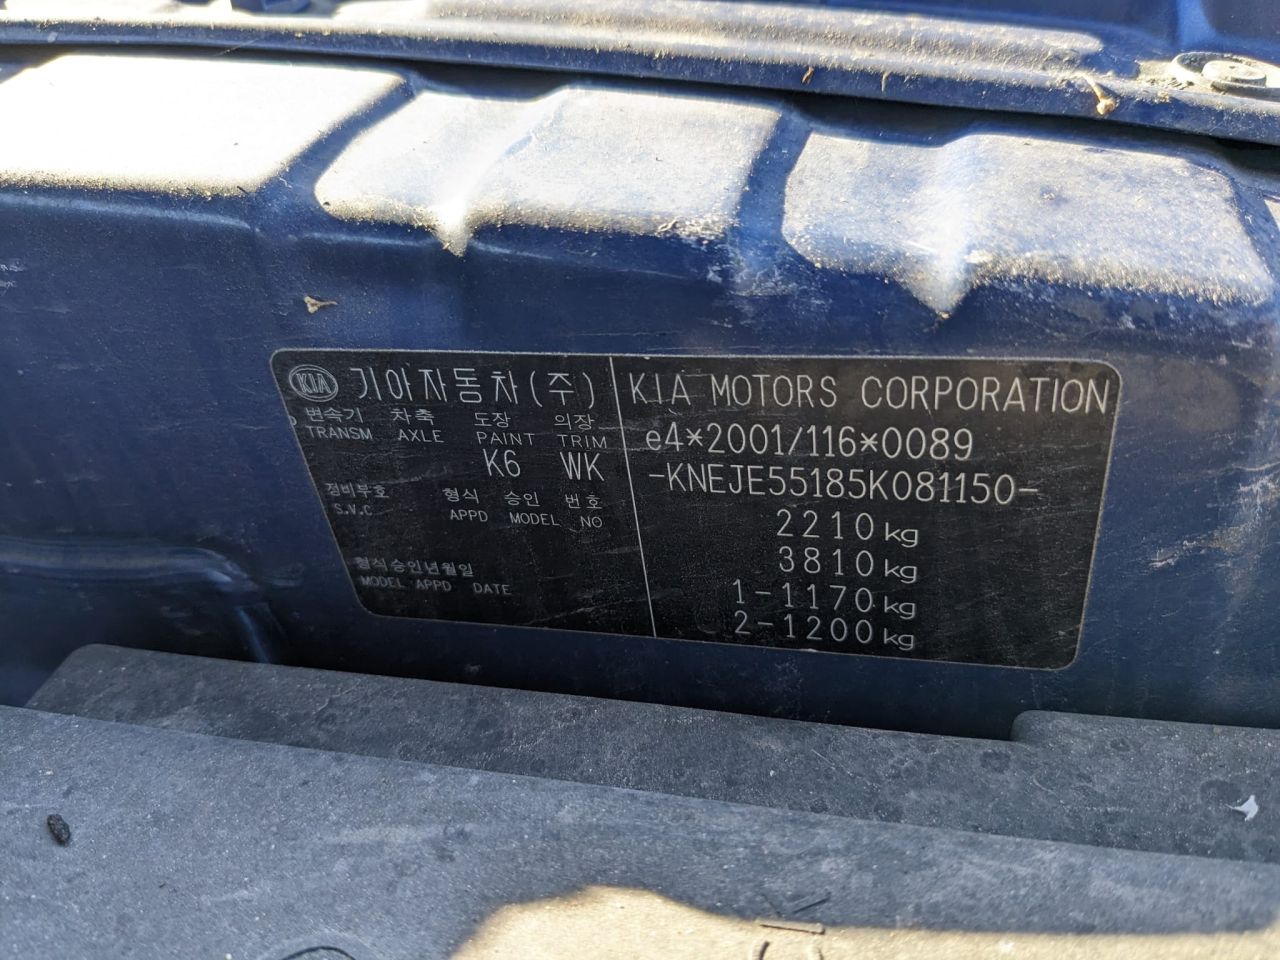 KIA 기아자동차(주)
변속기 차축 도장 의장
TRANSM AXLE PAINT TRIM
K6 WK
정비부호 형식 승인 번호
S.V.C APPD MODEL NO
형식승인년월일
MODEL APPD DATE
KIA MOTORS CORPORATION
e4*2001/116*0089
-KNEJE55185K081150-
2210kg
3810kg
1-1170kg
2-1200kg